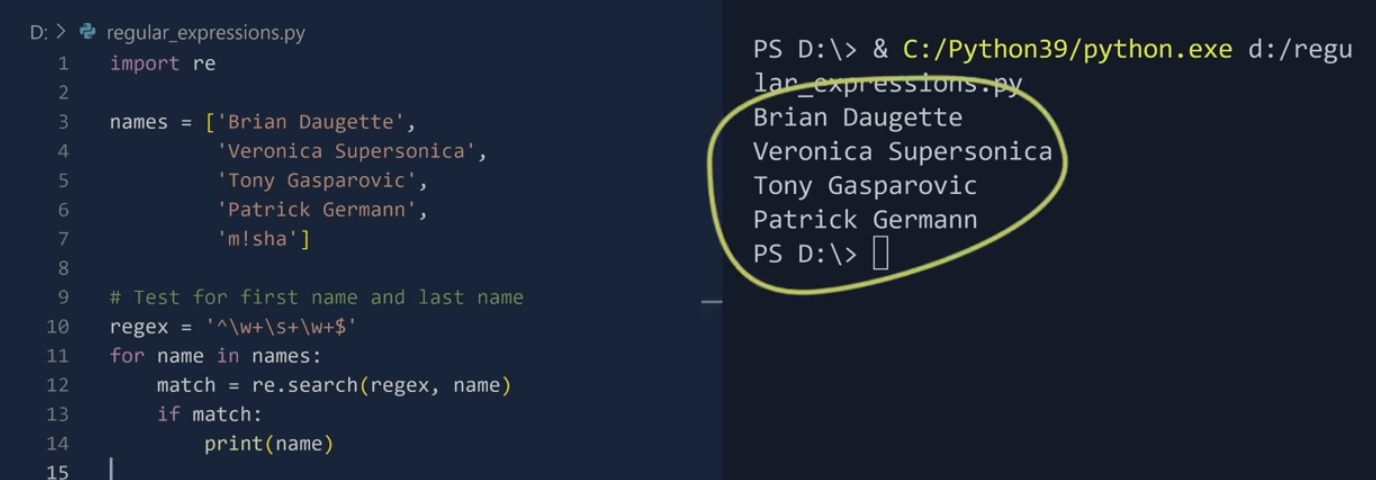 D: > regular_expressions.py
1 import re
2
3 names = ['Brian Daugette',
4 'Veronica Supersonica',
5 'Tony Gasparovic',
6 'Patrick Germann',
7 'm!sha']
8
9 # Test for first name and last name
10 regex = '^\w+\s+\w+$'
11 for name in names:
12 match = re.search(regex, name)
13 if match:
14 print(name)
15
PS D:\> & C:/Python39/python.exe d:/regu
lar_expressions.py
Brian Daugette
Veronica Supersonica
Tony Gasparovic
Patrick Germann
PS D:\>